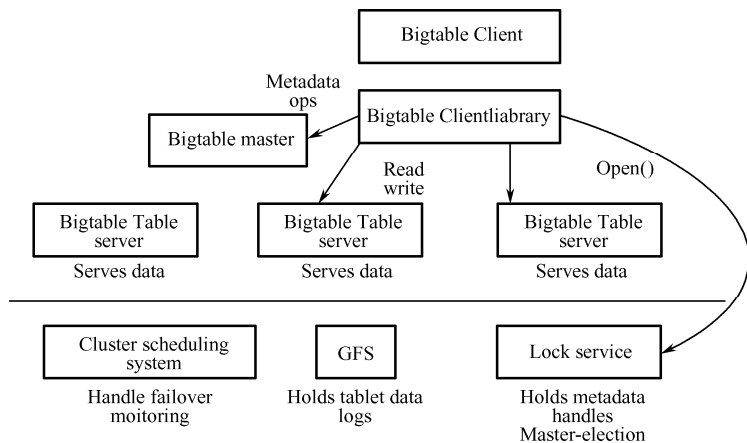 Bigtable Client
Metadata
ops
Bigtable Clientliabrary
Bigtable master
Read
write
Open()
Bigtable Table
server
Bigtable Table
server
Bigtable Table
server
Serves data
Serves data
Serves data
Cluster scheduling
system
GFS
Lock service
Handle failover
moitoring
Holds tablet data
logs
Holds metadata
handles
Master-election